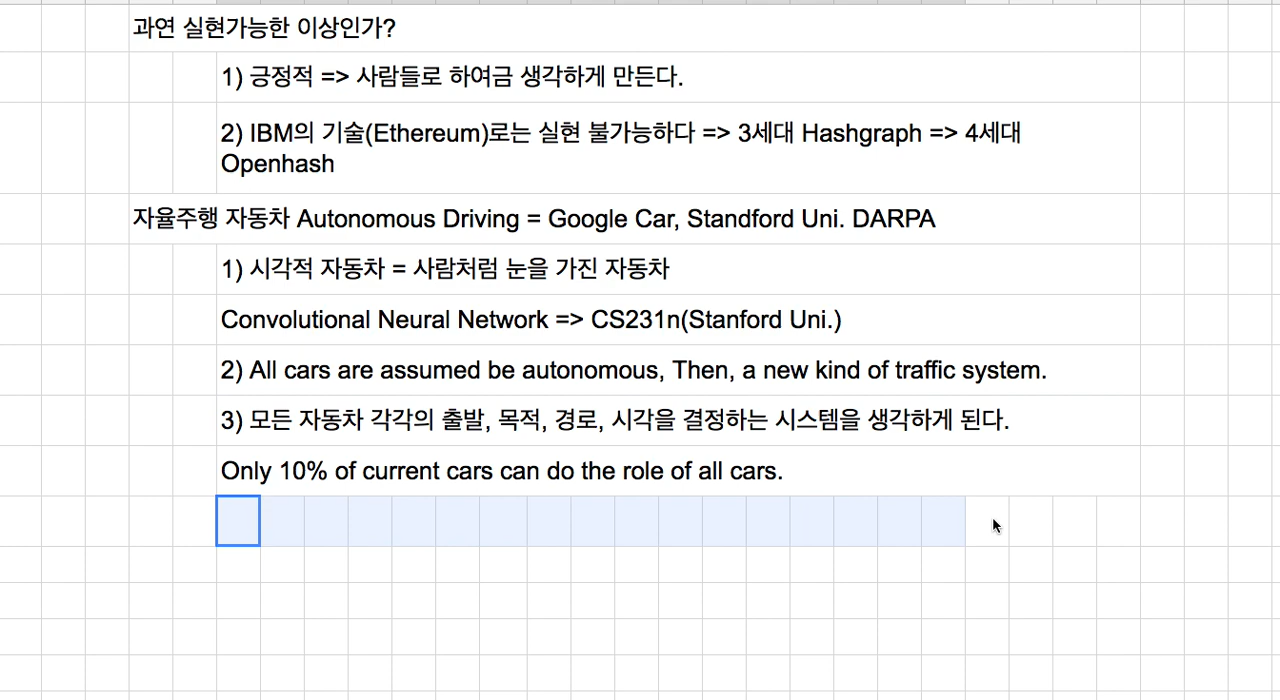 과연 실현가능한 이상인가?
1) 긍정적 => 사람들로 하여금 생각하게 만든다.
2) IBM의 기술(Ethereum)로는 실현 불가능하다 => 3세대 Hashgraph => 4세대
Openhash
자율주행 자동차 Autonomous Driving = Google Car, Standford Uni. DARPA
1) 시각적 자동차 = 사람처럼 눈을 가진 자동차
Convolutional Neural Network => CS231n(Stanford Uni.)
2) All cars are assumed be autonomous, Then, a new kind of traffic system.
3) 모든 자동차 각각의 출발, 목적, 경로, 시각을 결정하는 시스템을 생각하게 된다.
Only 10% of current cars can do the role of all cars.